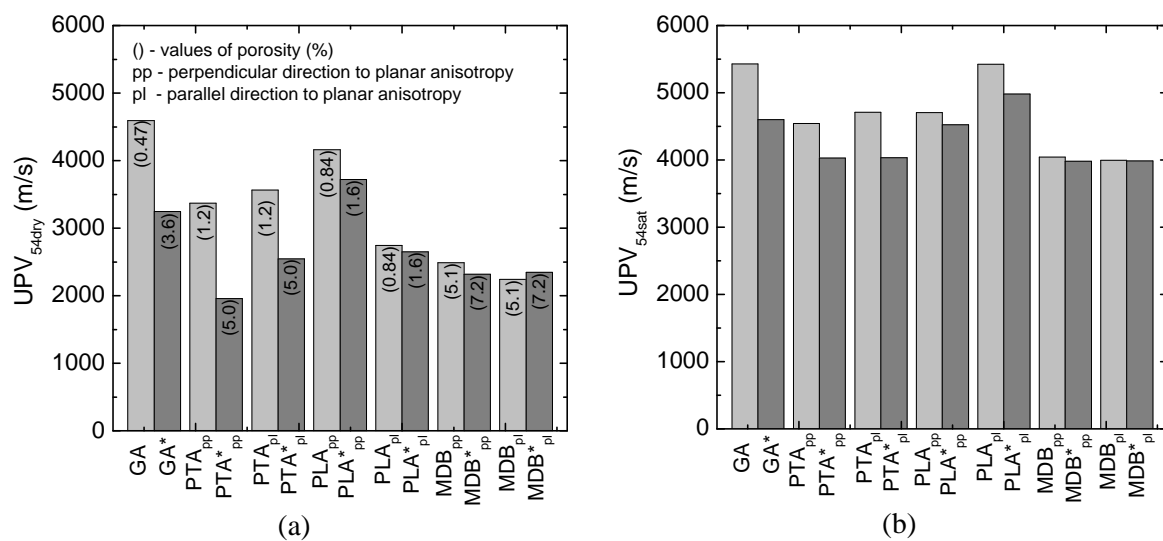 6000
5000
4000
3000
2000
1000
0
UPV54dry (m/s)
() - values of porosity (%)
pp - perpendicular direction to planar anisotropy
pl - parallel direction to planar anisotropy
(0.47)
(3.6)
(1.2)
(5.0)
(1.2)
(5.0)
(0.84)
(1.6)
(0.84)
(1.6)
(5.1)
(7.2)
(5.1)
(7.2)
GA
GA*
PTApp
PTA*pp
PTApl
PTA*pl
PLApp
PLA*pp
PLApl
PLA*pl
MDBpp
MDB*pp
MDBpl
MDB*pl
(a)
6000
5000
4000
3000
2000
1000
0
UPV54sat (m/s)
GA
GA*
PTApp
PTA*pp
PTApl
PTA*pl
PLApp
PLA*pp
PLApl
PLA*pl
MDBpp
MDB*pp
MDBpl
MDB*pl
(b)